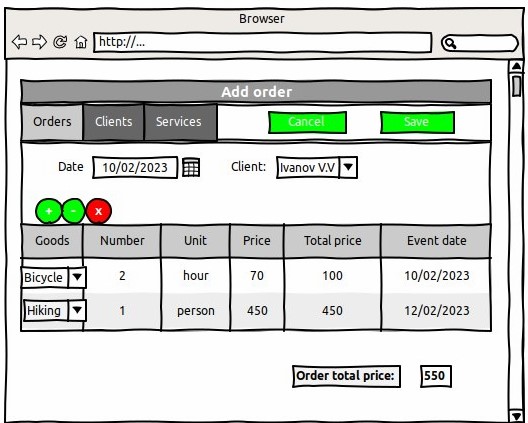 Browser
http://...
Add order
Orders Clients Services Cancel Save
Date 10/02/2023 Client: Ivanov V.V
+ - x
Goods Number Unit Price Total price Event date
Bicycle 2 hour 70 100 10/02/2023
Hiking 1 person 450 450 12/02/2023
Order total price: 550